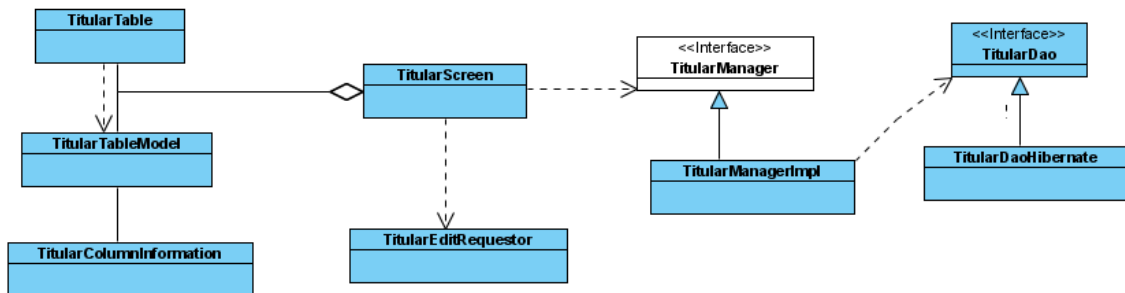 TitularTable
<<Interface>>
TitularManager
<<Interface>>
TitularDao
TitularScreen
TitularTableModel
TitularManagerImpl
TitularDaoHibernate
TitularColumnInformation
TitularEditRequestor